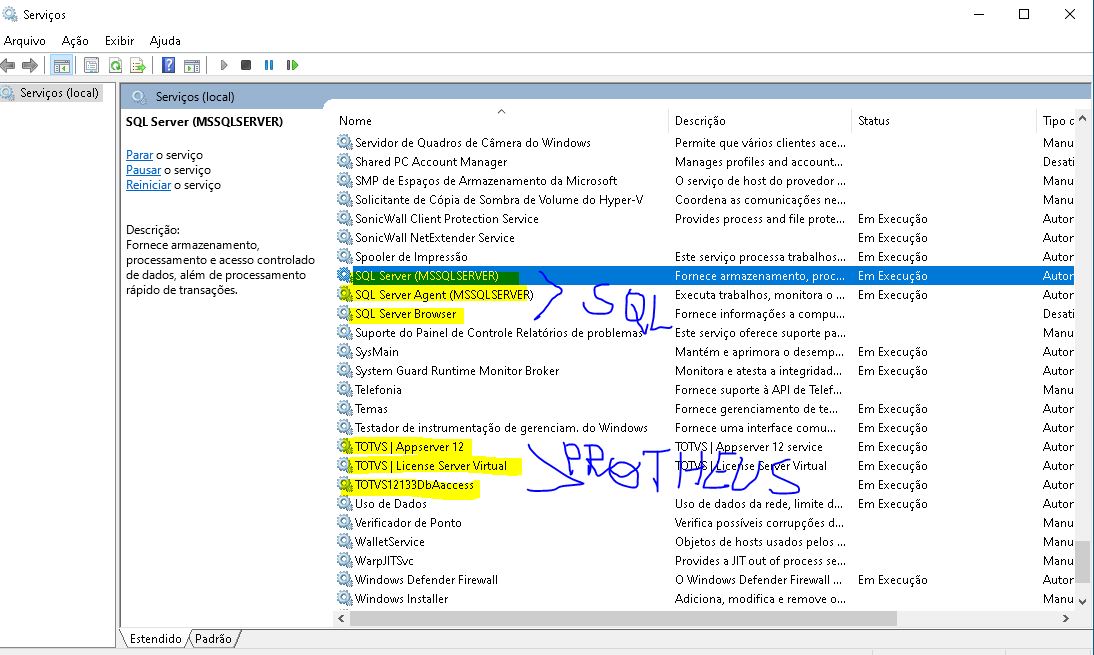 Serviços
Arquivo Ação Exibir Ajuda
Serviços (local)
Serviços (local)
SQL Server (MSSQLSERVER)
Parar o serviço
Pausar o serviço
Reiniciar o serviço
Descrição:
Fornece armazenamento,
processamento e acesso controlado
de dados, além de processamento
rápido de transações.
Nome Descrição Status Tipo c
Servidor de Quadros de Câmera do Windows Permite que vários clientes ace... Manu
Shared PC Account Manager Manages profiles and account... Desati
SMP de Espaços de Armazenamento da Microsoft O serviço de host do provedor ... Manu
Solicitante de Cópia de Sombra de Volume do Hyper-V Coordena as comunicações ne... Manu
SonicWall Client Protection Service Provides process and file prote... Em Execução Autor
SonicWall NetExtender Service Em Execução Autor
Spooler de Impressão Este serviço processa trabalhos... Em Execução Autor
SQL Server (MSSQLSERVER) Fornece armazenamento, proc... Em Execução Autor
SQL Server Agent (MSSQLSERVER) Executa trabalhos, monitora o ... Em Execução Autor
SQL
SQL Server Browser Fornece informações a compu... Desati
Suporte do Painel de Controle Relatórios de problemas Este serviço oferece suporte pa... Manu
SysMain Mantém e aprimora o desemp... Em Execução Autor
System Guard Runtime Monitor Broker Monitora e atesta a integridad... Em Execução Autor
Telefonia Fornece suporte à API de Telef... Manu
Temas Fornece gerenciamento de te... Em Execução Autor
Testador de instrumentação de gerenciam. do Windows Fornece uma interface comu... Em Execução Autor
TOTVS | Appserver 12 TOTVS | Appserver 12 service Em Execução Autor
TOTVS | License Server Virtual TOTVS | License Server Virtual Em Execução Autor
PROTHEUS
TOTVS12133DbAaccess Em Execução Autor
Uso de Dados Uso de dados da rede, limite d... Em Execução Autor
Verificador de Ponto Verifica possíveis corrupções d... Manu
WalletService Objetos de hosts usados pelos ... Manu
WarpJITSvc Provides a JIT out of process se... Manu
Windows Defender Firewall O Windows Defender Firewall ... Em Execução Autor
Windows Installer Adiciona, modifica e remove o... Manu
Estendido Padrão